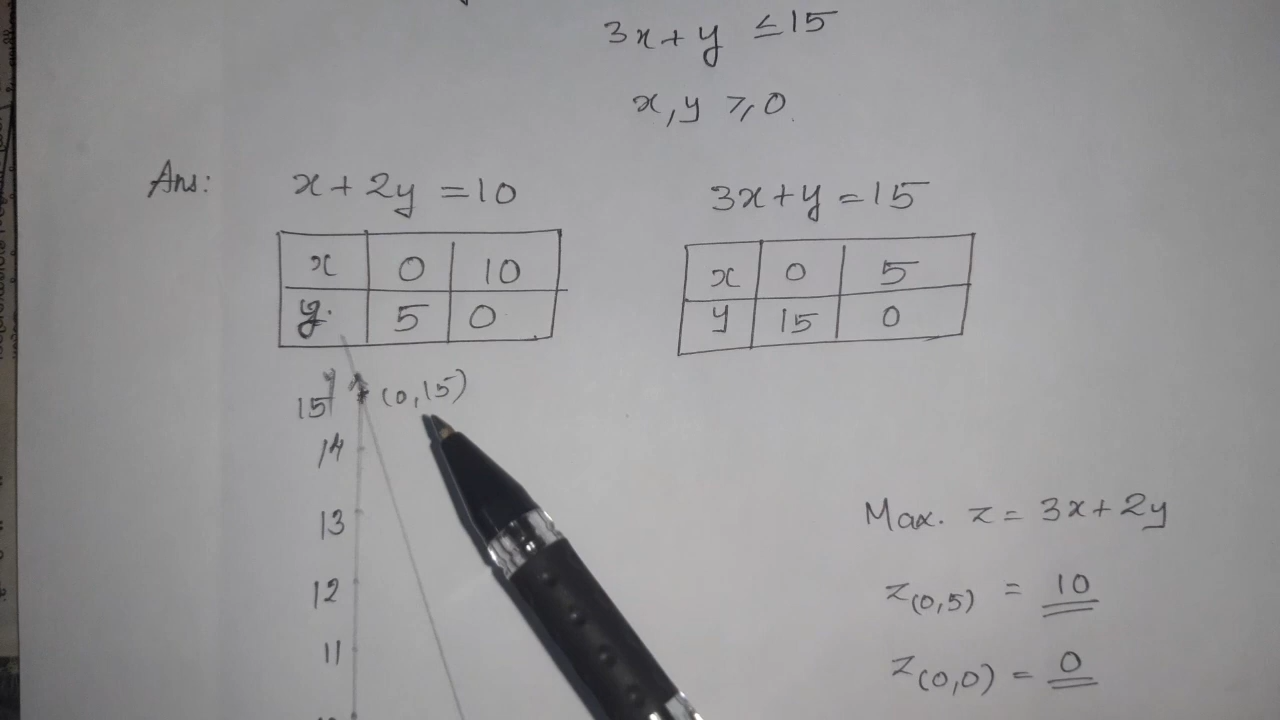 3x + y ≤ 15
x, y ≥ 0.
Ans: x + 2y = 10 3x + y = 15
x 0 10
y 5 0
x 0 5
y 15 0
y
15 (0, 15)
14
13
12
11
Max. z = 3x + 2y
z(0,5) = 10
z(0,0) = 0